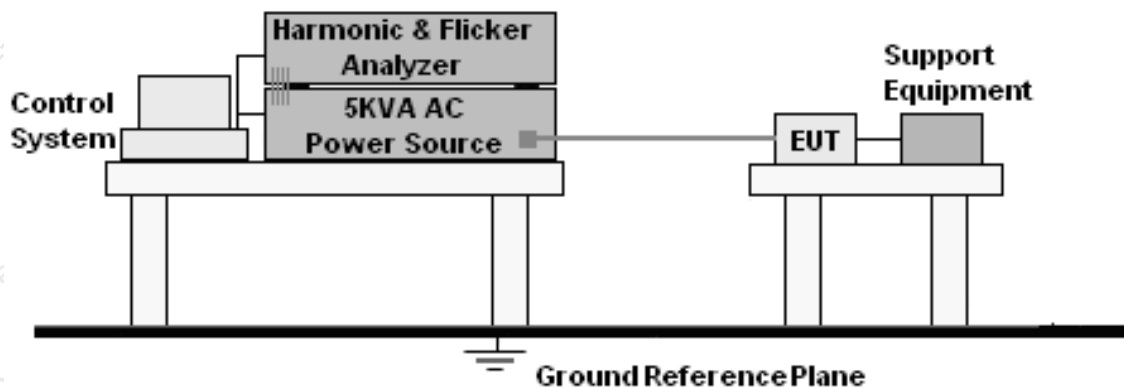 Harmonic & Flicker
Analyzer
Control
System
5KVA AC
Power Source
EUT
Support
Equipment
Ground Reference Plane